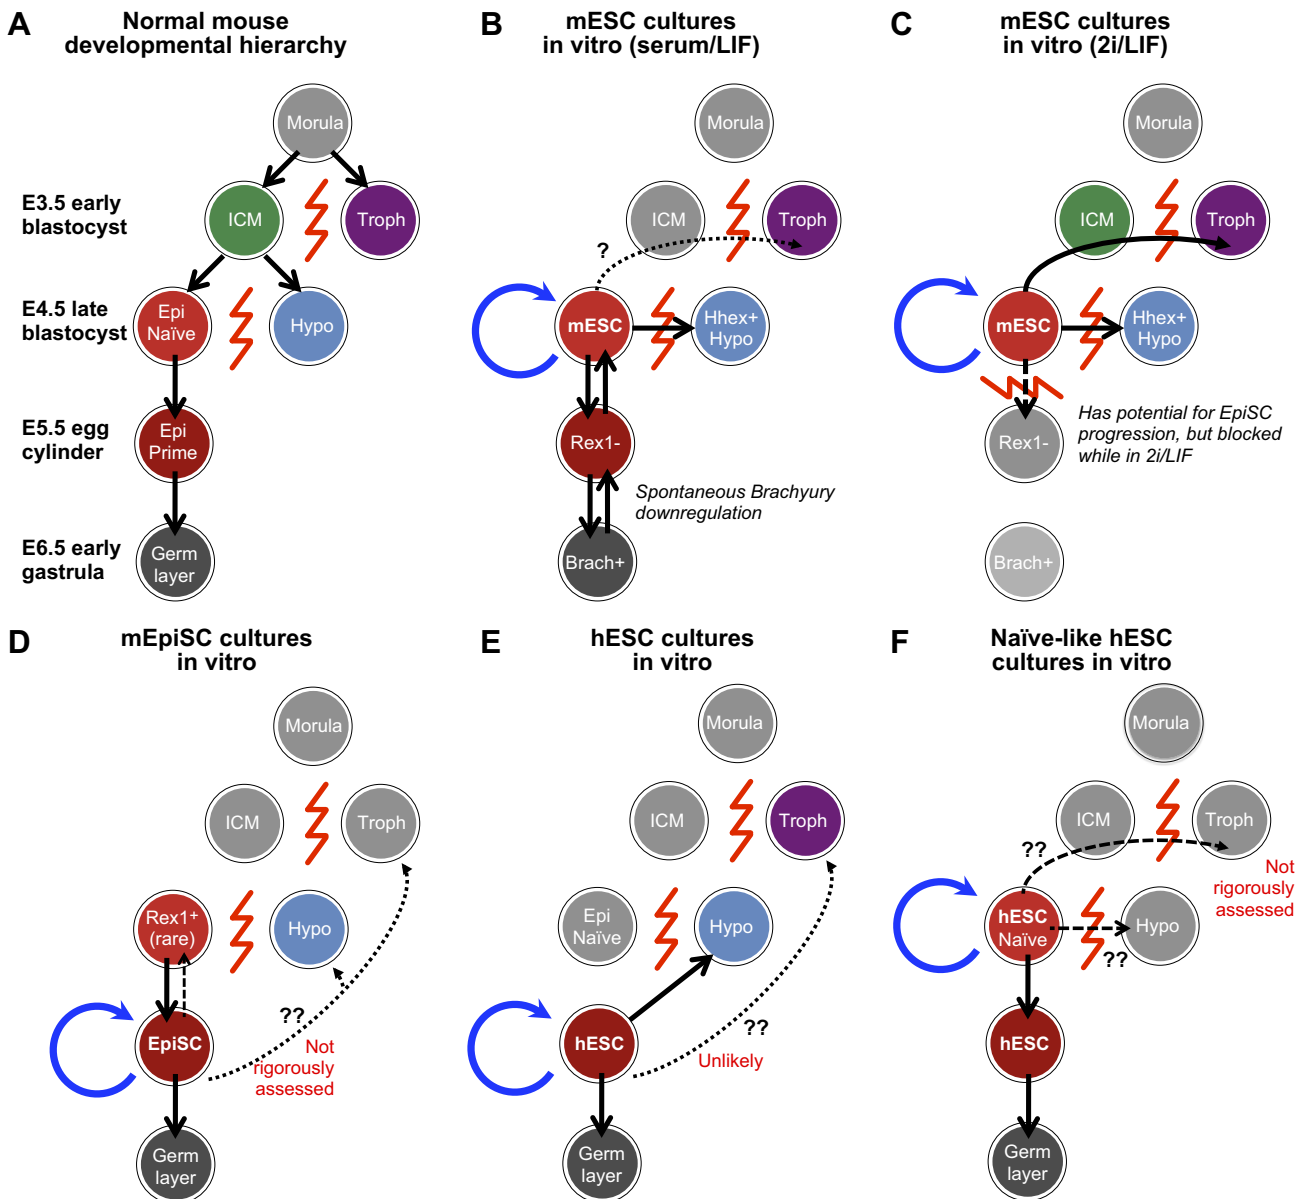 A
Normal mouse
developmental hierarchy
Morula
E3.5 early
blastocyst
ICM
Troph
E4.5 late
blastocyst
Epi
Naïve
Hypo
E5.5 egg
cylinder
Epi
Prime
E6.5 early
gastrula
Germ
layer
B
mESC cultures
in vitro (serum/LIF)
Morula
ICM
Troph
?
mESC
Hhex+
Hypo
Rex1-
Spontaneous Brachyury
downregulation
Brach+
C
mESC cultures
in vitro (2i/LIF)
Morula
ICM
Troph
mESC
Hhex+
Hypo
Rex1-
Has potential for EpiSC
progression, but blocked
while in 2i/LIF
Brach+
D
mEpiSC cultures
in vitro
Morula
ICM
Troph
Rex1+
(rare)
Hypo
??
EpiSC
Not
rigorously
assessed
Germ
layer
E
hESC cultures
in vitro
Morula
ICM
Troph
Epi
Naïve
Hypo
??
hESC
Unlikely
Germ
layer
F
Naïve-like hESC
cultures in vitro
Morula
ICM
Troph
??
Not
rigorously
assessed
hESC
Naïve
Hypo
??
hESC
Germ
layer